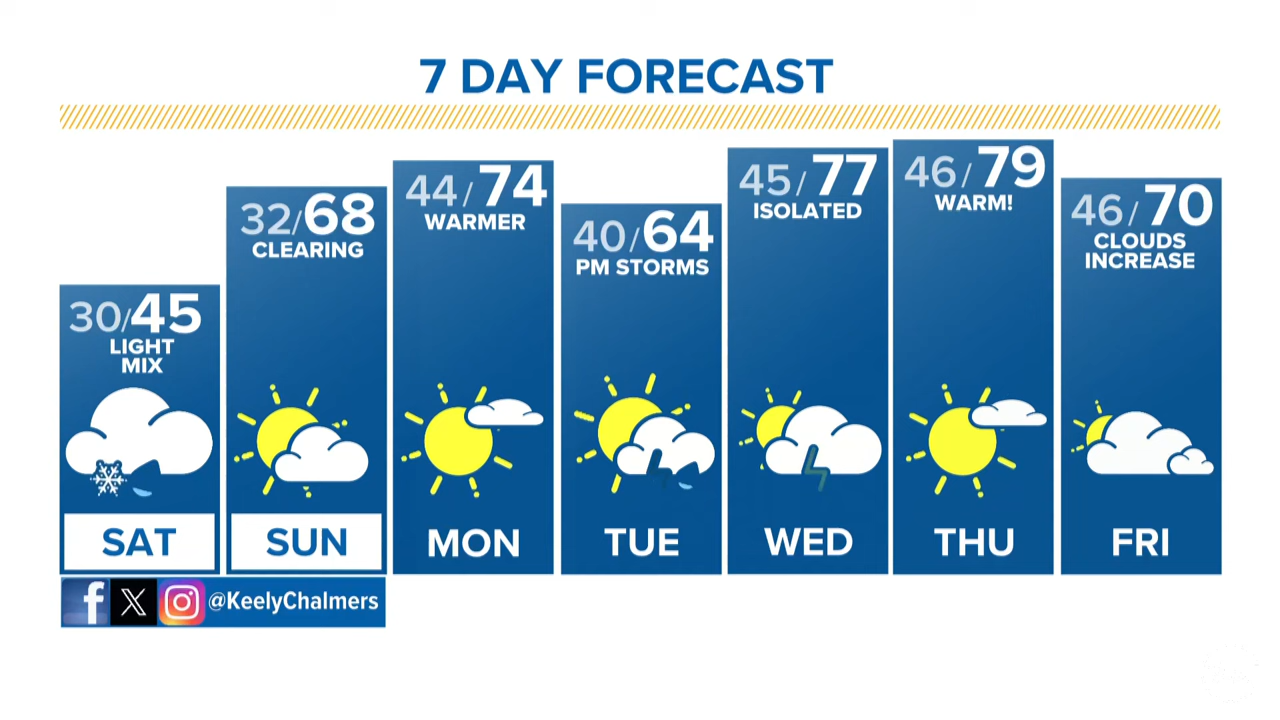 7 DAY FORECAST
30/45
LIGHT
MIX
SAT
32/68
CLEARING
SUN
44/74
WARMER
MON
40/64
PM STORMS
TUE
45/77
ISOLATED
WED
46/79
WARM!
THU
46/70
CLOUDS
INCREASE
FRI
@KeelyChalmers